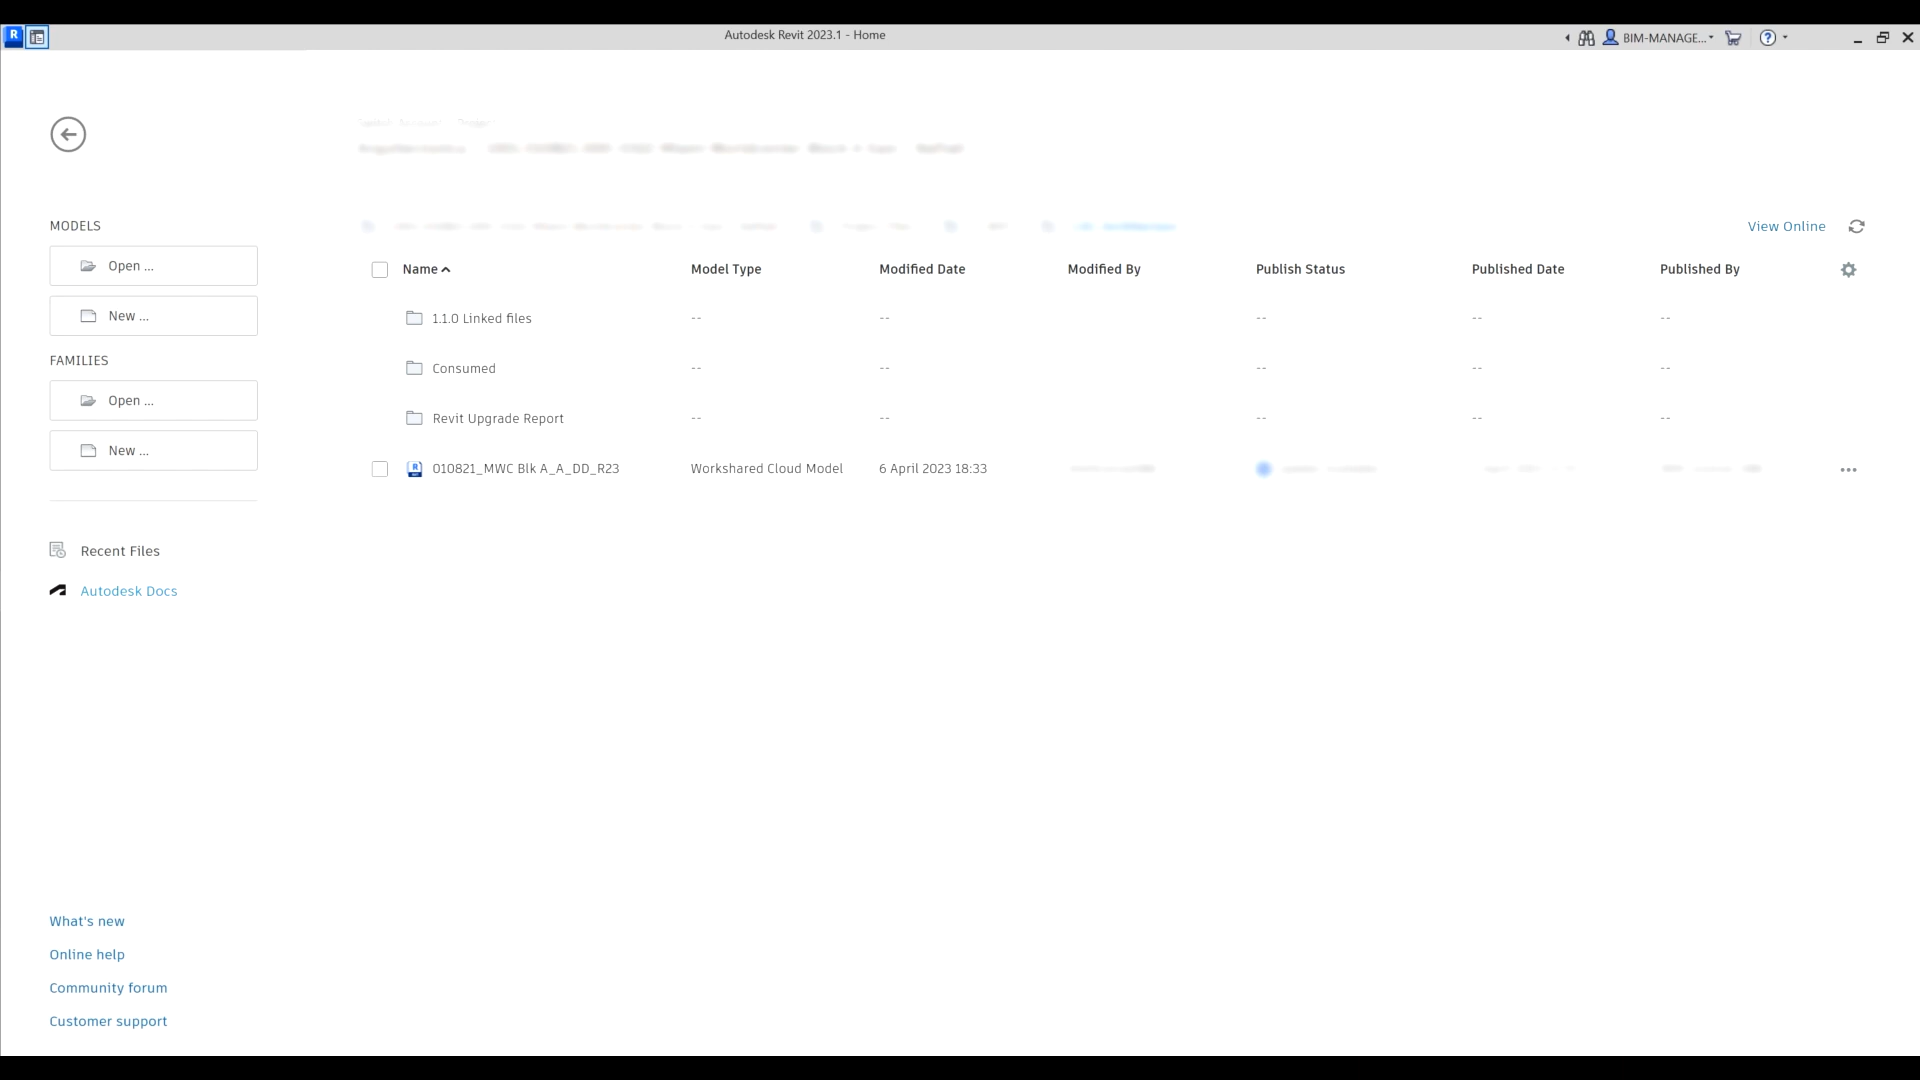 Autodesk Revit 2023.1 - Home
BIM-MANAGE...
MODELS
Open ...
New ...
FAMILIES
Open ...
New ...
Recent Files
Autodesk Docs
What's new
Online help
Community forum
Customer support
View Online
Name Model Type Modified Date Modified By Publish Status Published Date Published By
1.1.0 Linked files -- -- -- -- --
Consumed -- -- -- -- --
Revit Upgrade Report -- -- -- -- --
010821_MWC Blk A_A_DD_R23 Workshared Cloud Model 6 April 2023 18:33